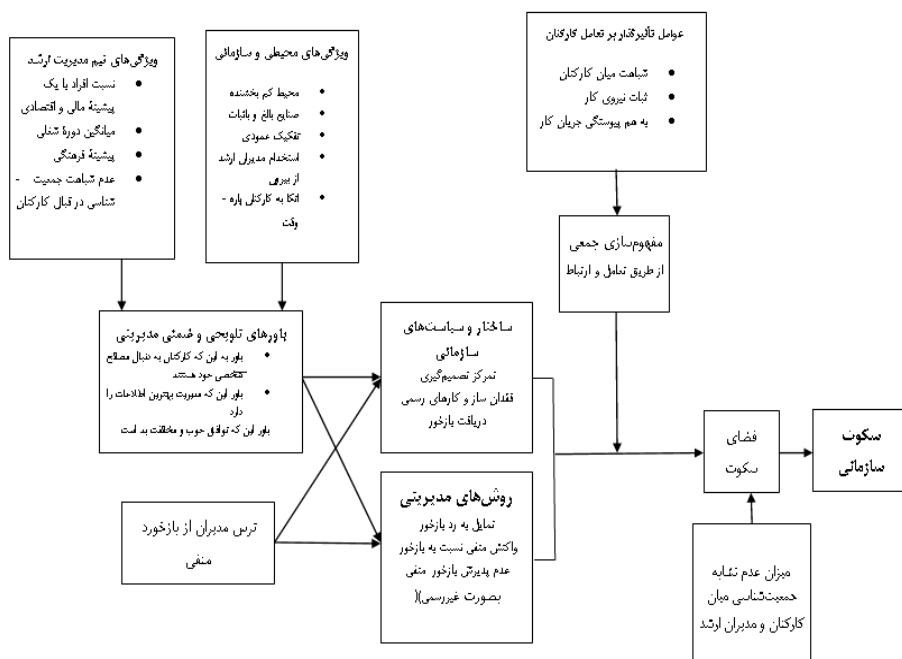 عوامل تأثیرگذار بر تعامل کارکنان
شباهت میان کارکنان
ثبات نیروی کار
به هم پیوستگی جریان کار
ویژگی‌های محیطی و سازمانی
محیط کم بخشنده
صنایع بالغ و باثبات
تفکیک عمودی
استخدام مدیران ارشد
از بیرون
اتکا به کارکنان پاره -
وقت
ویژگی‌های تیم مدیریت ارشد
نسبت افراد با یک
پیشینهٔ مالی و اقتصادی
میانگین دورهٔ شغلی
پیشینهٔ فرهنگی
عدم شباهت جمعیت -
شناسی در قبال کارکنان
مفهوم‌سازی جمعی
از طریق تعامل و ارتباط
باورهای تلویحی و ضمنی مدیریتی
باور به این که کارکنان به دنبال مصالح
شخصی خود هستند
باور این که مدیریت بهترین اطلاعات را
دارد
باور این که توافق خوب و مخالفت بد است
ساختار و سیاست‌های
سازمانی
تمرکز تصمیم‌گیری
فقدان ساز و کارهای رسمی
دریافت بازخور
فضای
سکوت
سکوت
سازمانی
ترس مدیران از بازخورد
منفی
روش‌های مدیریتی
تمایل به رد بازخور
واکنش منفی نسبت به بازخور
عدم پذیرش بازخور منفی
بصورت غیررسمی)(
میزان عدم تشابه
جمعیت‌شناسی میان
کارکنان و مدیران ارشد